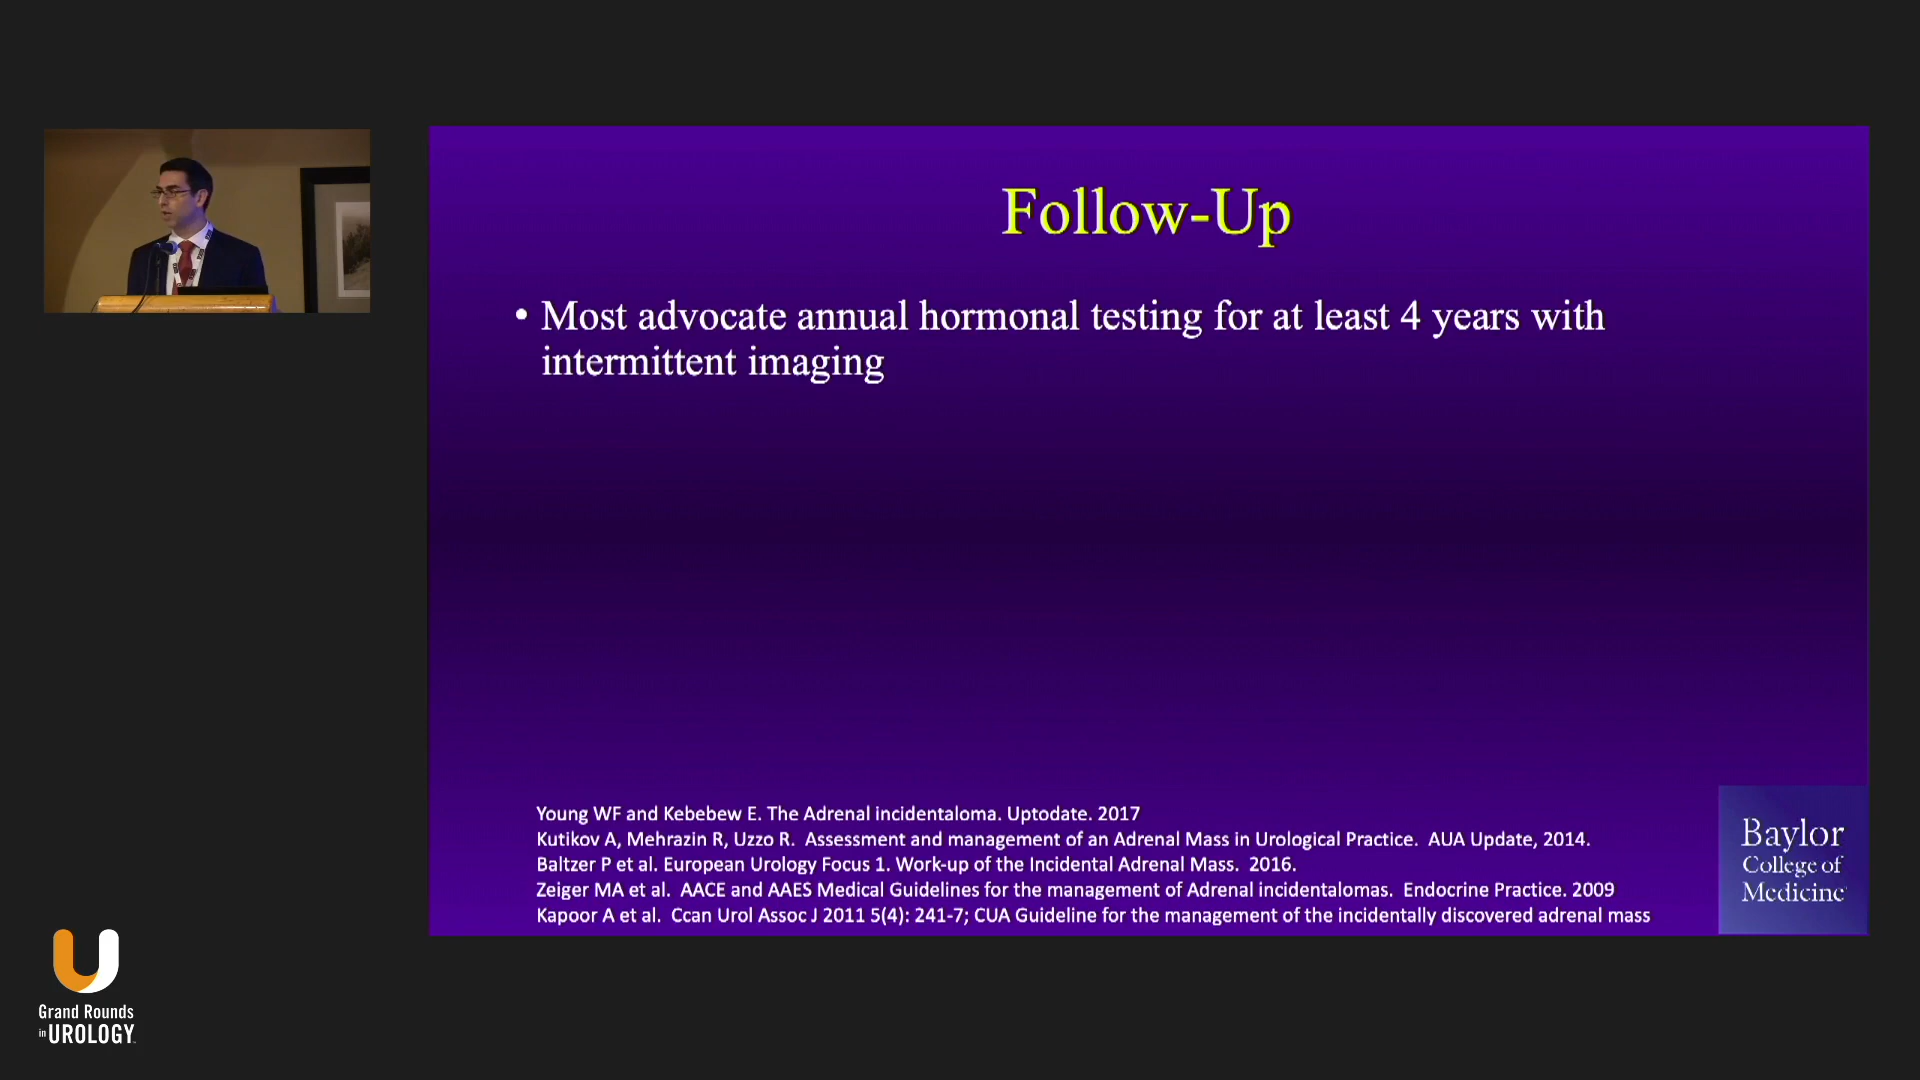 Follow-Up
• Most advocate annual hormonal testing for at least 4 years with
intermittent imaging
Young WF and Kebebew E. The Adrenal incidentaloma. Uptodate. 2017
Kutikov A, Mehrazin R, Uzzo R. Assessment and management of an Adrenal Mass in Urological Practice. AUA Update, 2014.
Baltzer P et al. European Urology Focus 1. Work-up of the Incidental Adrenal Mass. 2016.
Zeiger MA et al. AACE and AAES Medical Guidelines for the management of Adrenal incidentalomas. Endocrine Practice. 2009
Kapoor A et al. Ccan Urol Assoc J 2011 5(4): 241-7; CUA Guideline for the management of the incidentally discovered adrenal mass
Baylor
College of
Medicine
Grand Rounds
in UROLOGY